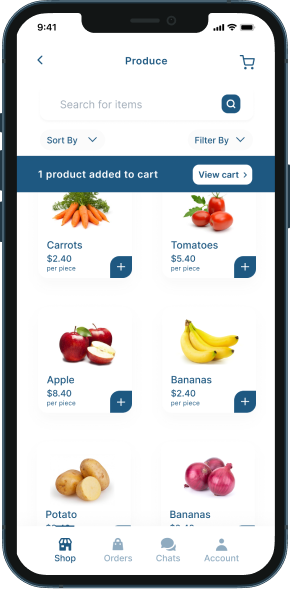 9:41
Produce
Search for items
Sort By
Filter By
1 product added to cart
View cart
Carrots
$2.40
per piece
Tomatoes
$5.40
per piece
Apple
$8.40
per piece
Bananas
$2.40
per piece
Potato
Bananas
Shop
Orders
Chats
Account